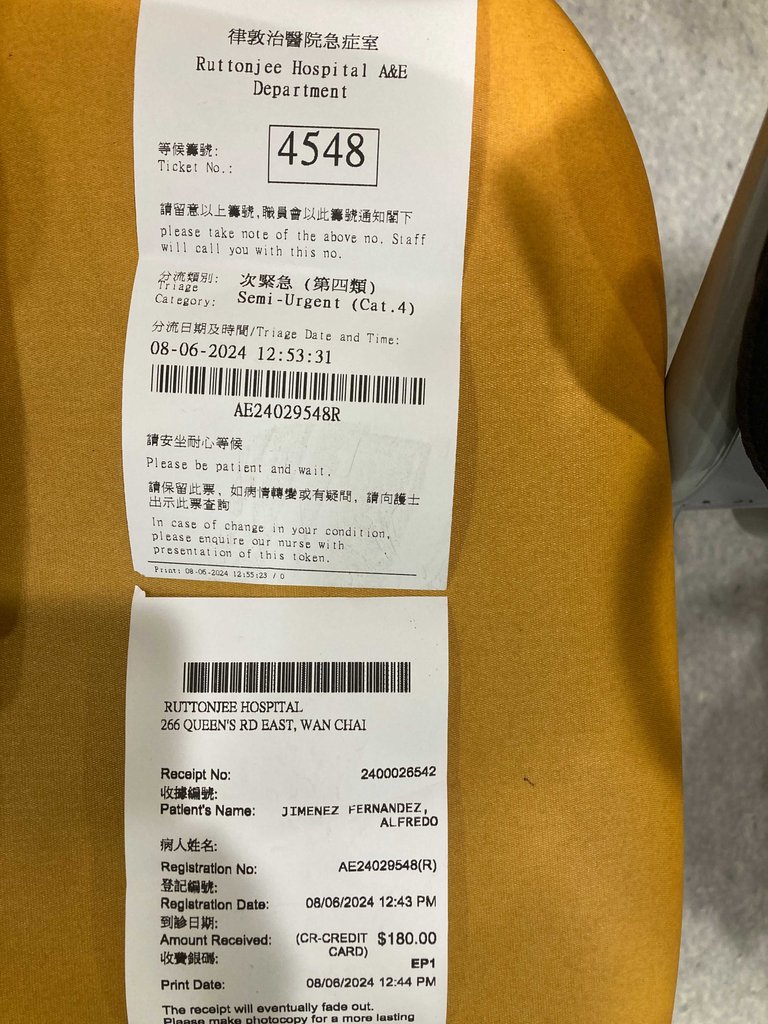 律敦治醫院急症室
Ruttonjee Hospital A&E
Department
等候籌號:
Ticket No.:
4548
請留意以上籌號,職員會以此籌號通知閣下
please take note of the above no. Staff
will call you with this no.
分流類別: 次緊急 (第四類)
Triage
Category: Semi-Urgent (Cat.4)
分流日期及時間/Triage Date and Time:
08-06-2024 12:53:31
AE24029548R
請安坐耐心等候
Please be patient and wait.
請保留此票, 如病情轉變或有疑問, 請向護士
出示此票查詢
In case of change in your condition,
please enquire our nurse with
presentation of this token.
Print: 08-06-2024 12:55:23 / 0
RUTTONJEE HOSPITAL
266 QUEEN'S RD EAST, WAN CHAI
Receipt No: 2400026542
收據編號:
Patient's Name: JIMENEZ FERNANDEZ,
ALFREDO
病人姓名:
Registration No: AE24029548(R)
登記編號:
Registration Date: 08/06/2024 12:43 PM
到診日期:
Amount Received: (CR-CREDIT CARD) $180.00
收費銀碼:
EP1
Print Date: 08/06/2024 12:44 PM
The receipt will eventually fade out.
Please make photocopy for a more lasting